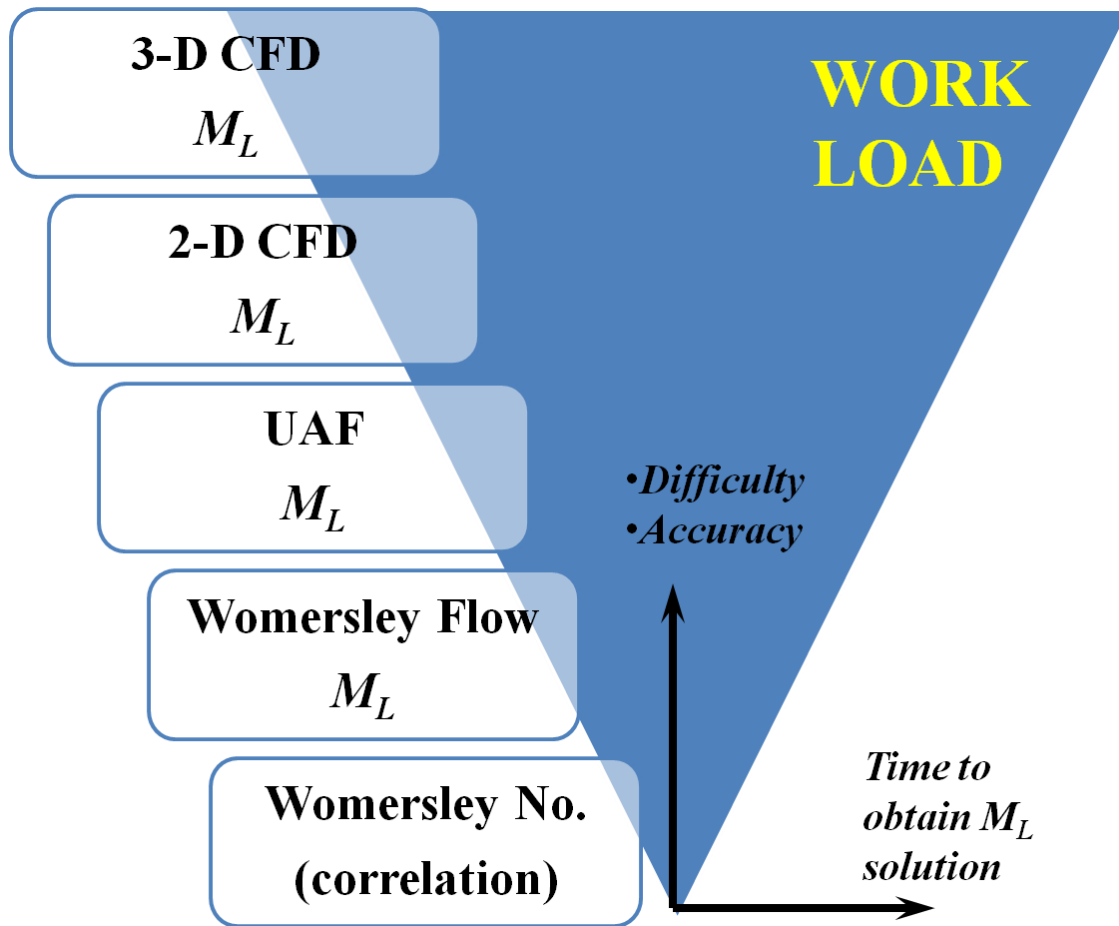 3-D CFD
M_L
WORK
LOAD
2-D CFD
M_L
UAF
M_L
•Difficulty
•Accuracy
Womersley Flow
M_L
Womersley No.
(correlation)
Time to
obtain M_L
solution